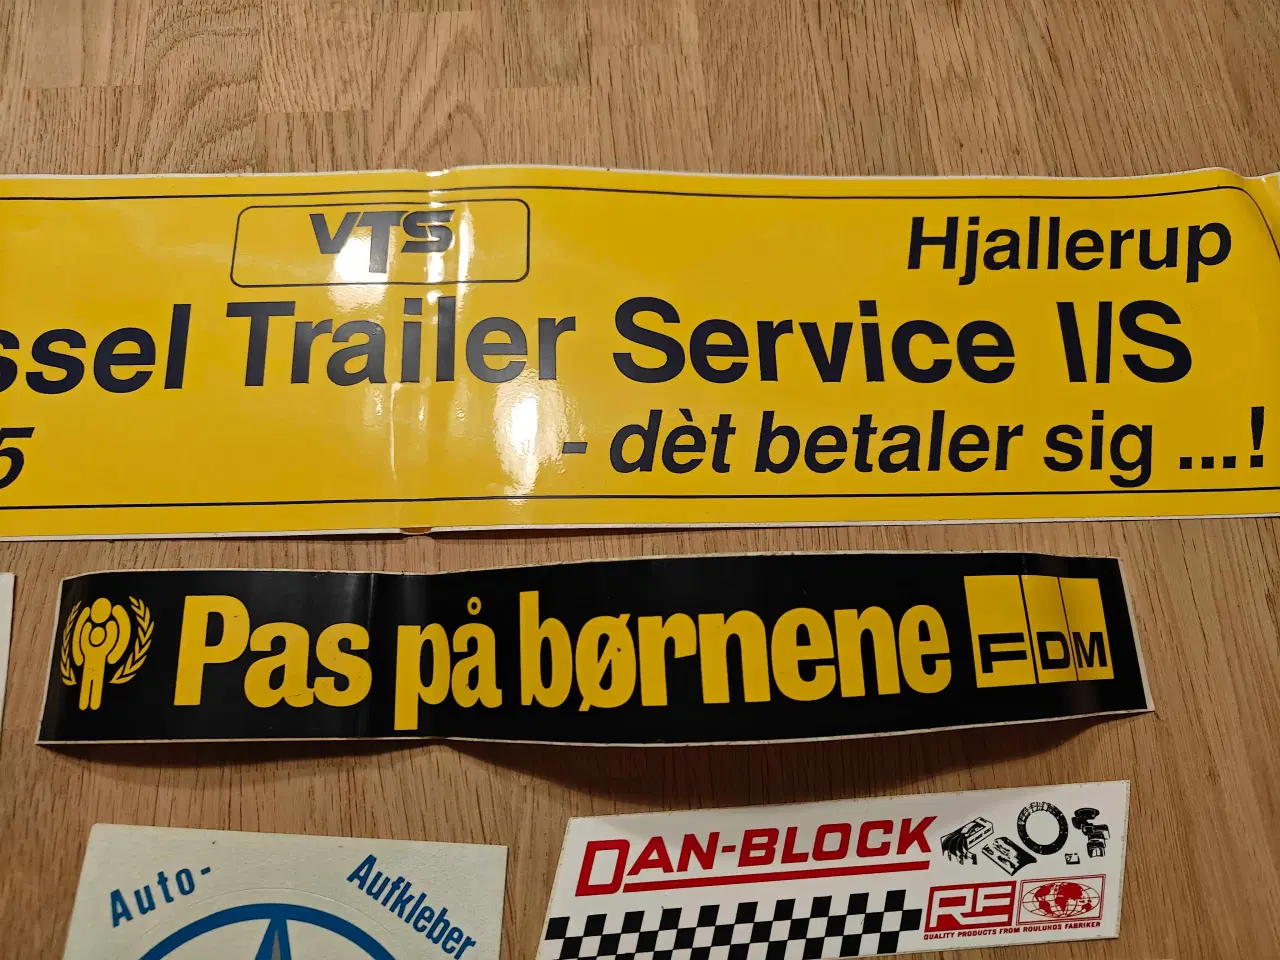 VTS
Hjallerup
ssel Trailer Service I/S
5
- dèt betaler sig ...!
Pas på børnene
FDM
Auto-
Aufkleber
DAN-BLOCK
RE
QUALITY PRODUCTS FROM ROULUNDS FABRIKER